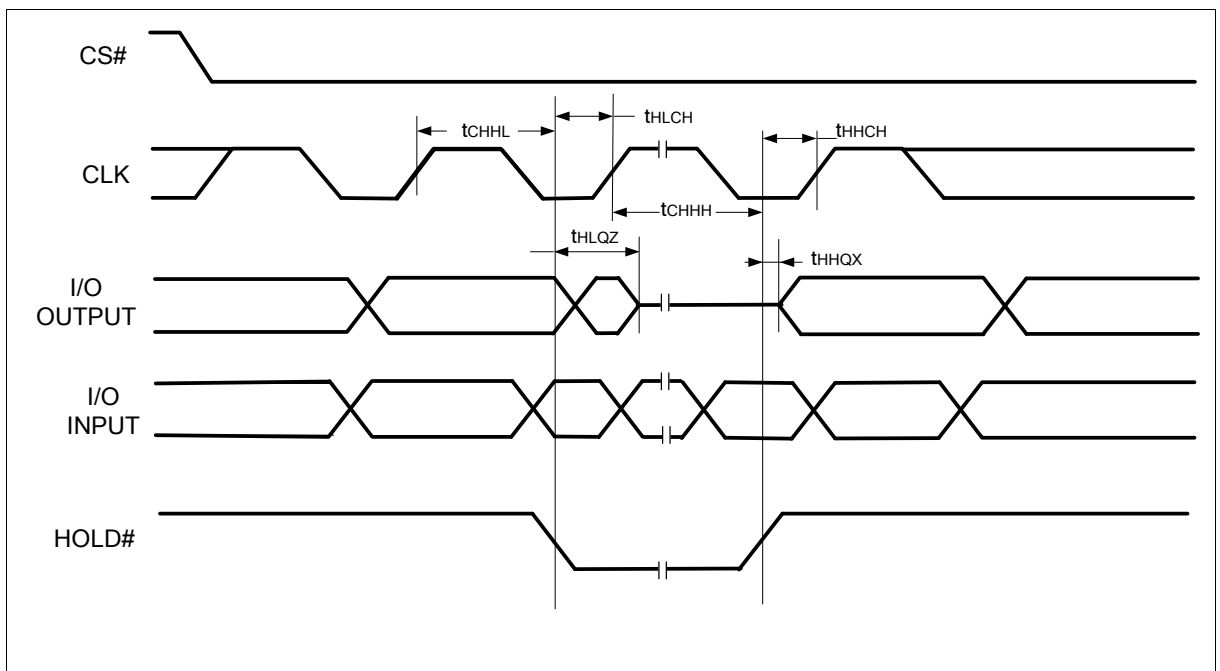 CS#
tCHHL
tHLCH
tHHCH
CLK
tCHHH
tHLQZ
tHHQX
I/O
OUTPUT
I/O
INPUT
HOLD#